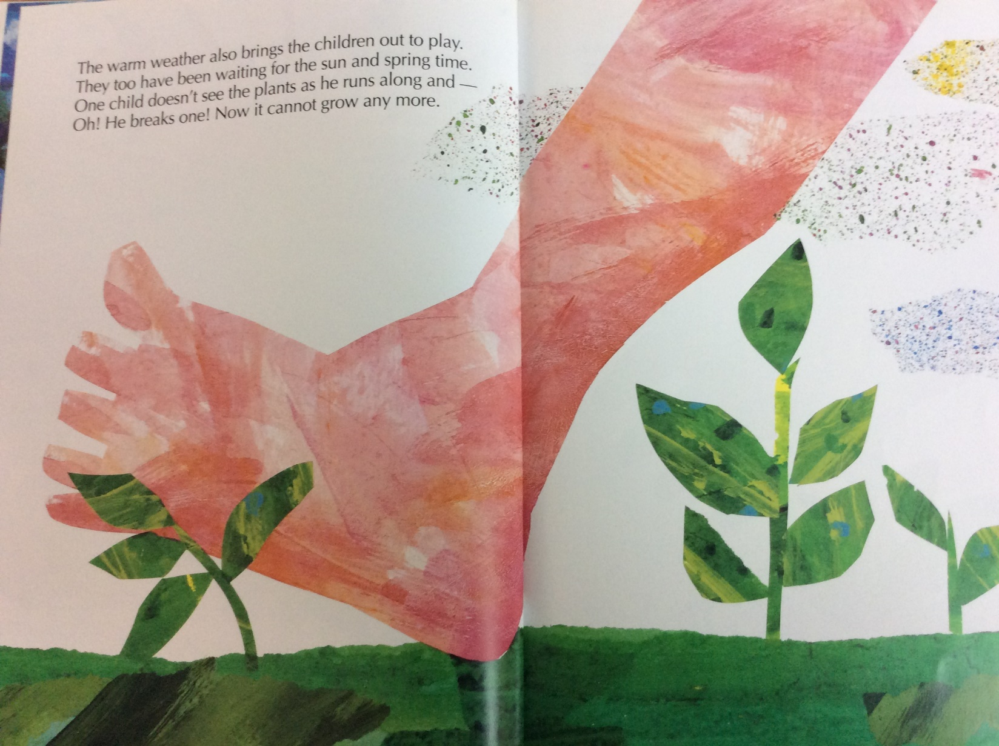 The warm weather also brings the children out to play.
They too have been waiting for the sun and spring time.
One child doesn't see the plants as he runs along and —
Oh! He breaks one! Now it cannot grow any more.